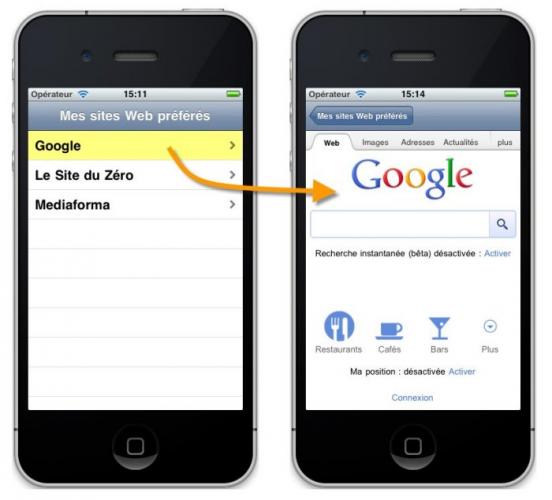 Opérateur 15:11
Mes sites Web préférés
Google
Le Site du Zéro
Mediaforma
Opérateur 15:14
Mes sites Web préférés
Web Images Adresses Actualités plus
Google
Recherche instantanée (bêta) désactivée : Activer
Restaurants Cafés Bars Plus
Ma position : désactivée Activer
Connexion